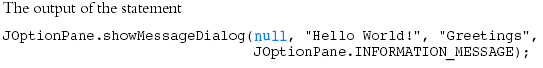 The output of the statement
JOptionPane.showMessageDialog(null, "Hello World!", "Greetings",
JOptionPane.INFORMATION_MESSAGE);